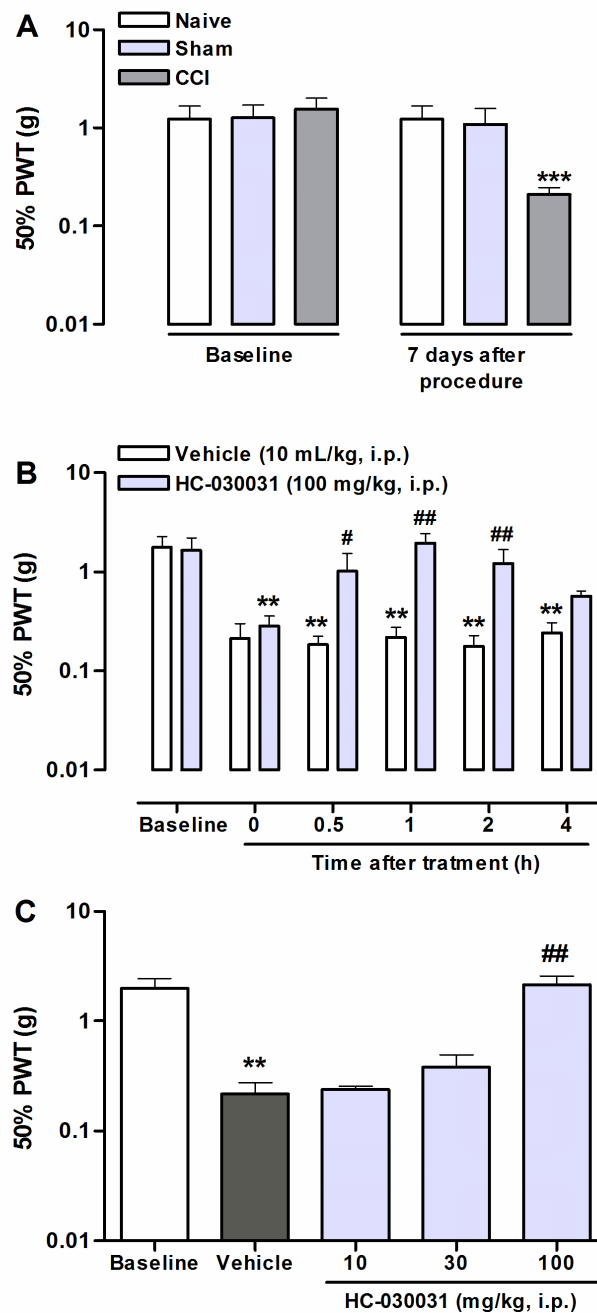 A
10
1
0.1
0.01
50% PWT (g)
Naive
Sham
CCI
***
Baseline
7 days after
procedure
B
Vehicle (10 mL/kg, i.p.)
HC-030031 (100 mg/kg, i.p.)
10
1
0.1
0.01
50% PWT (g)
** ** # ** ## ** ## **
Baseline 0 0.5 1 2 4
Time after tratment (h)
C
10
1
0.1
0.01
50% PWT (g)
**
##
Baseline Vehicle 10 30 100
HC-030031 (mg/kg, i.p.)